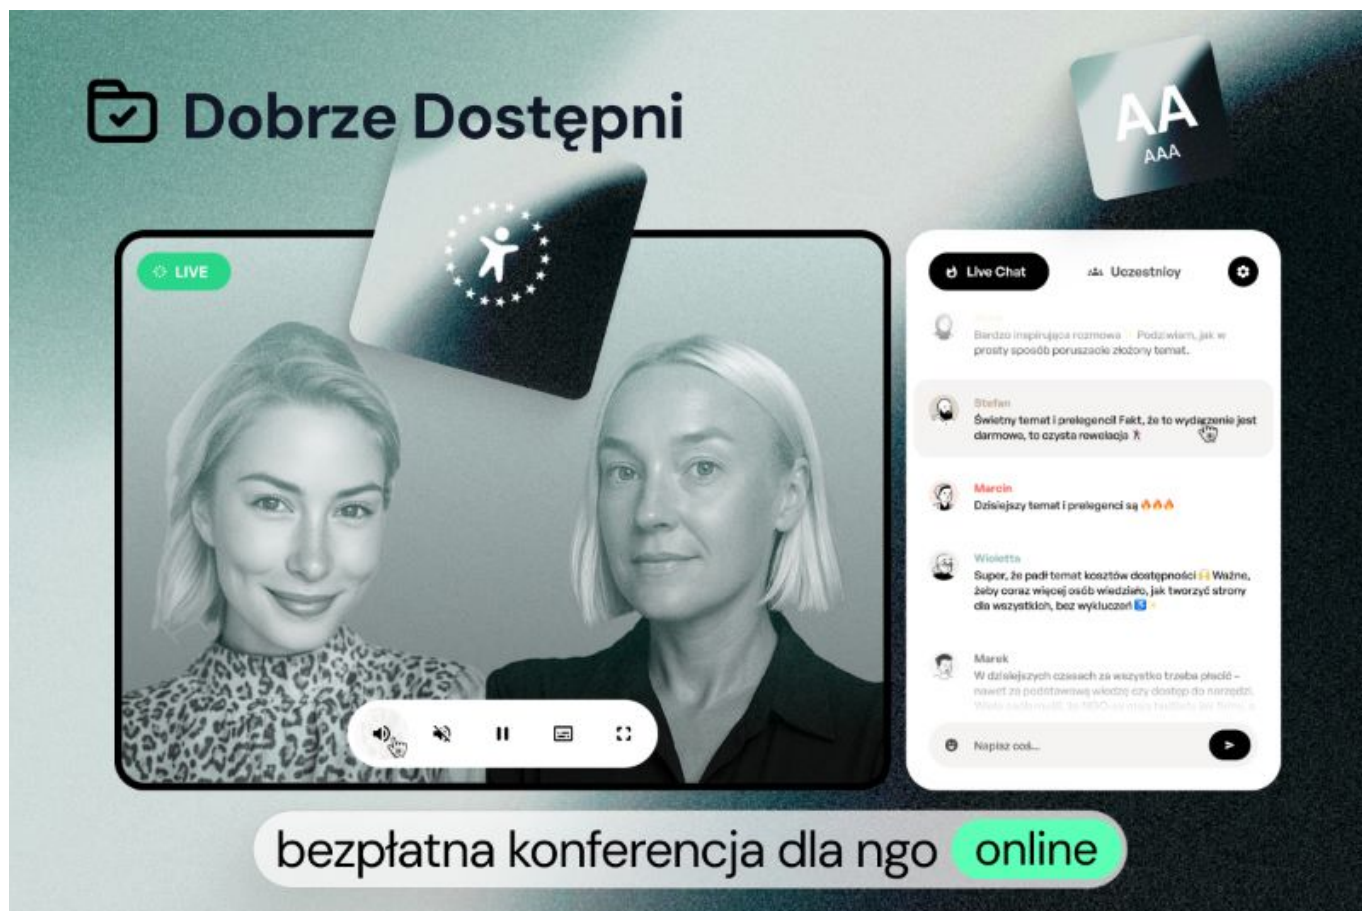 Dobrze Dostępni
AA
AAA
LIVE
Live Chat
Uczestnicy
Bardzo inspirująca rozmowa Podziwiam, jak w
prosty sposób poruszacie złożony temat.
Stefan
Świetny temat i prelegenci! Fakt, że to wydarzenie jest
darmowe, to czysta rewelacja
Marcin
Dzisiejszy temat i prelegenci są 🔥🔥🔥
Wioletta
Super, że padł temat kosztów dostępności 🙌 Ważne,
żeby coraz więcej osób wiedziało, jak tworzyć strony
dla wszystkich, bez wykluczeń ♿✨
Marek
W dzisiejszych czasach za wszystko trzeba płacić –
nawet za podstawową wiedzę czy dostęp do narzędzi.
Napisz coś...
bezpłatna konferencja dla ngo online